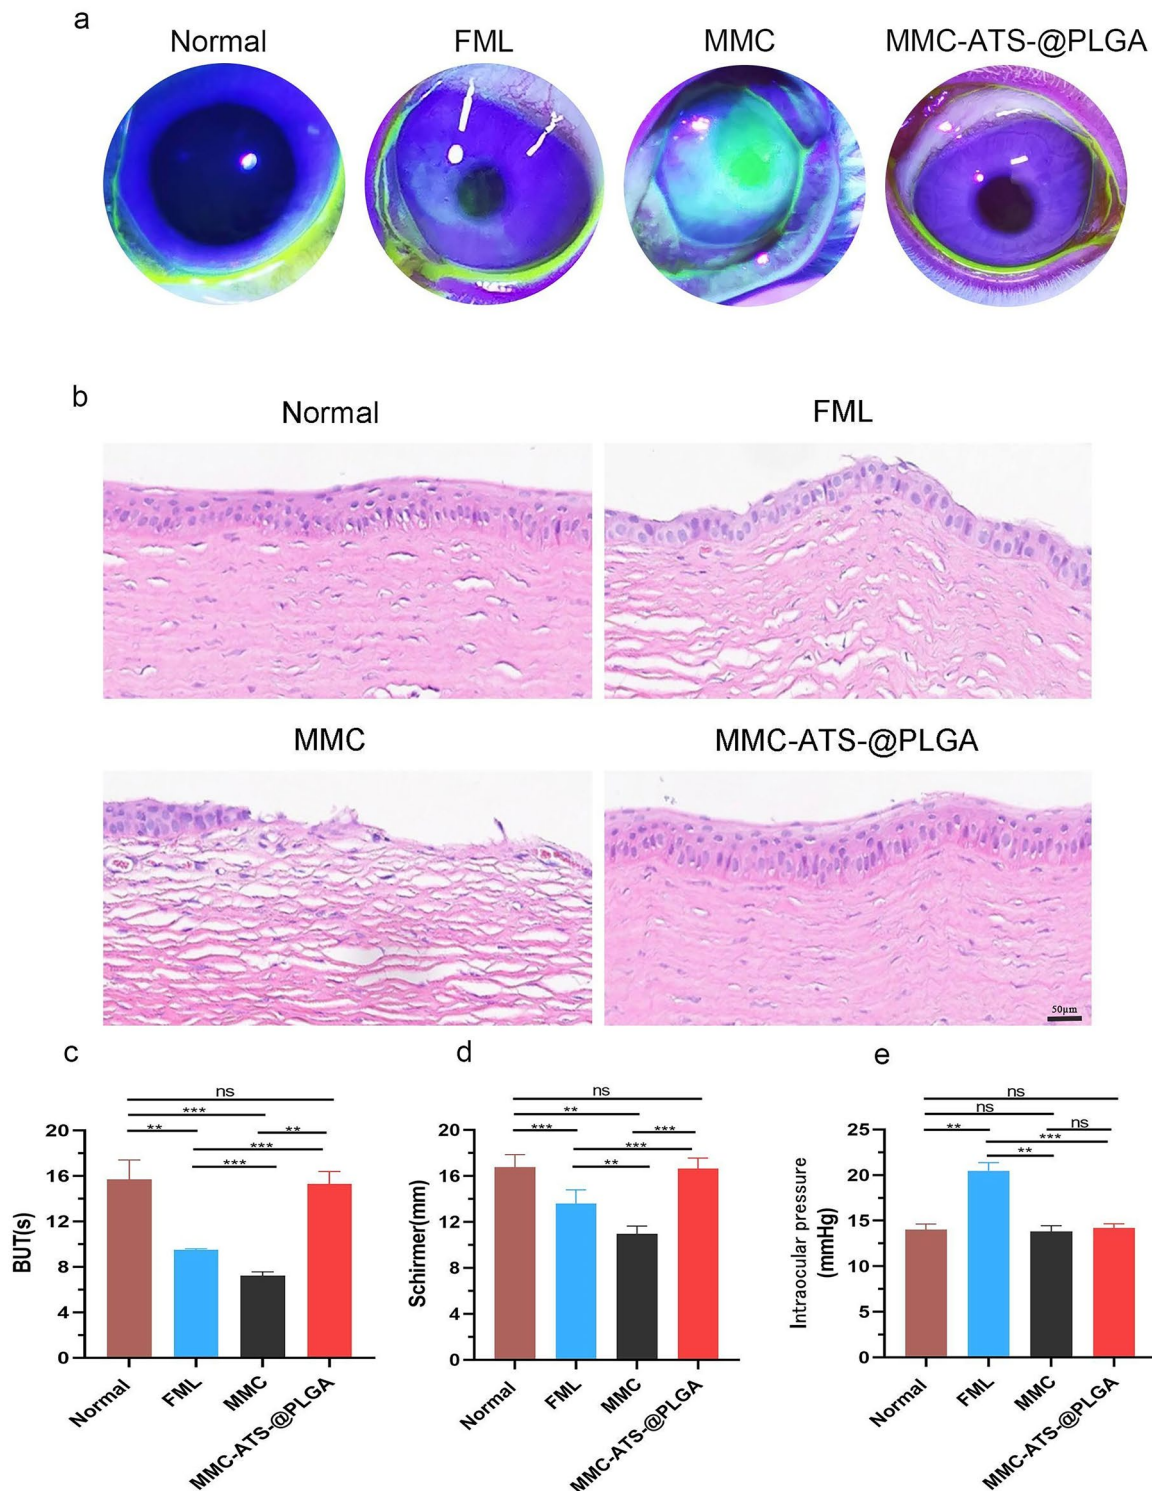 a
Normal
FML
MMC
MMC-ATS-@PLGA
b
Normal
FML
MMC
MMC-ATS-@PLGA
50μm
c
ns
***
**
**
***
***
20
16
12
8
4
0
BUT(s)
Normal
FML
MMC
MMC-ATS-@PLGA
d
ns
**
***
***
***
**
20
16
12
8
4
0
Schirmer(mm)
Normal
FML
MMC
MMC-ATS-@PLGA
e
ns
ns
**
ns
***
**
25
20
15
10
5
0
Intraocular pressure
(mmHg)
Normal
FML
MMC
MMC-ATS-@PLGA